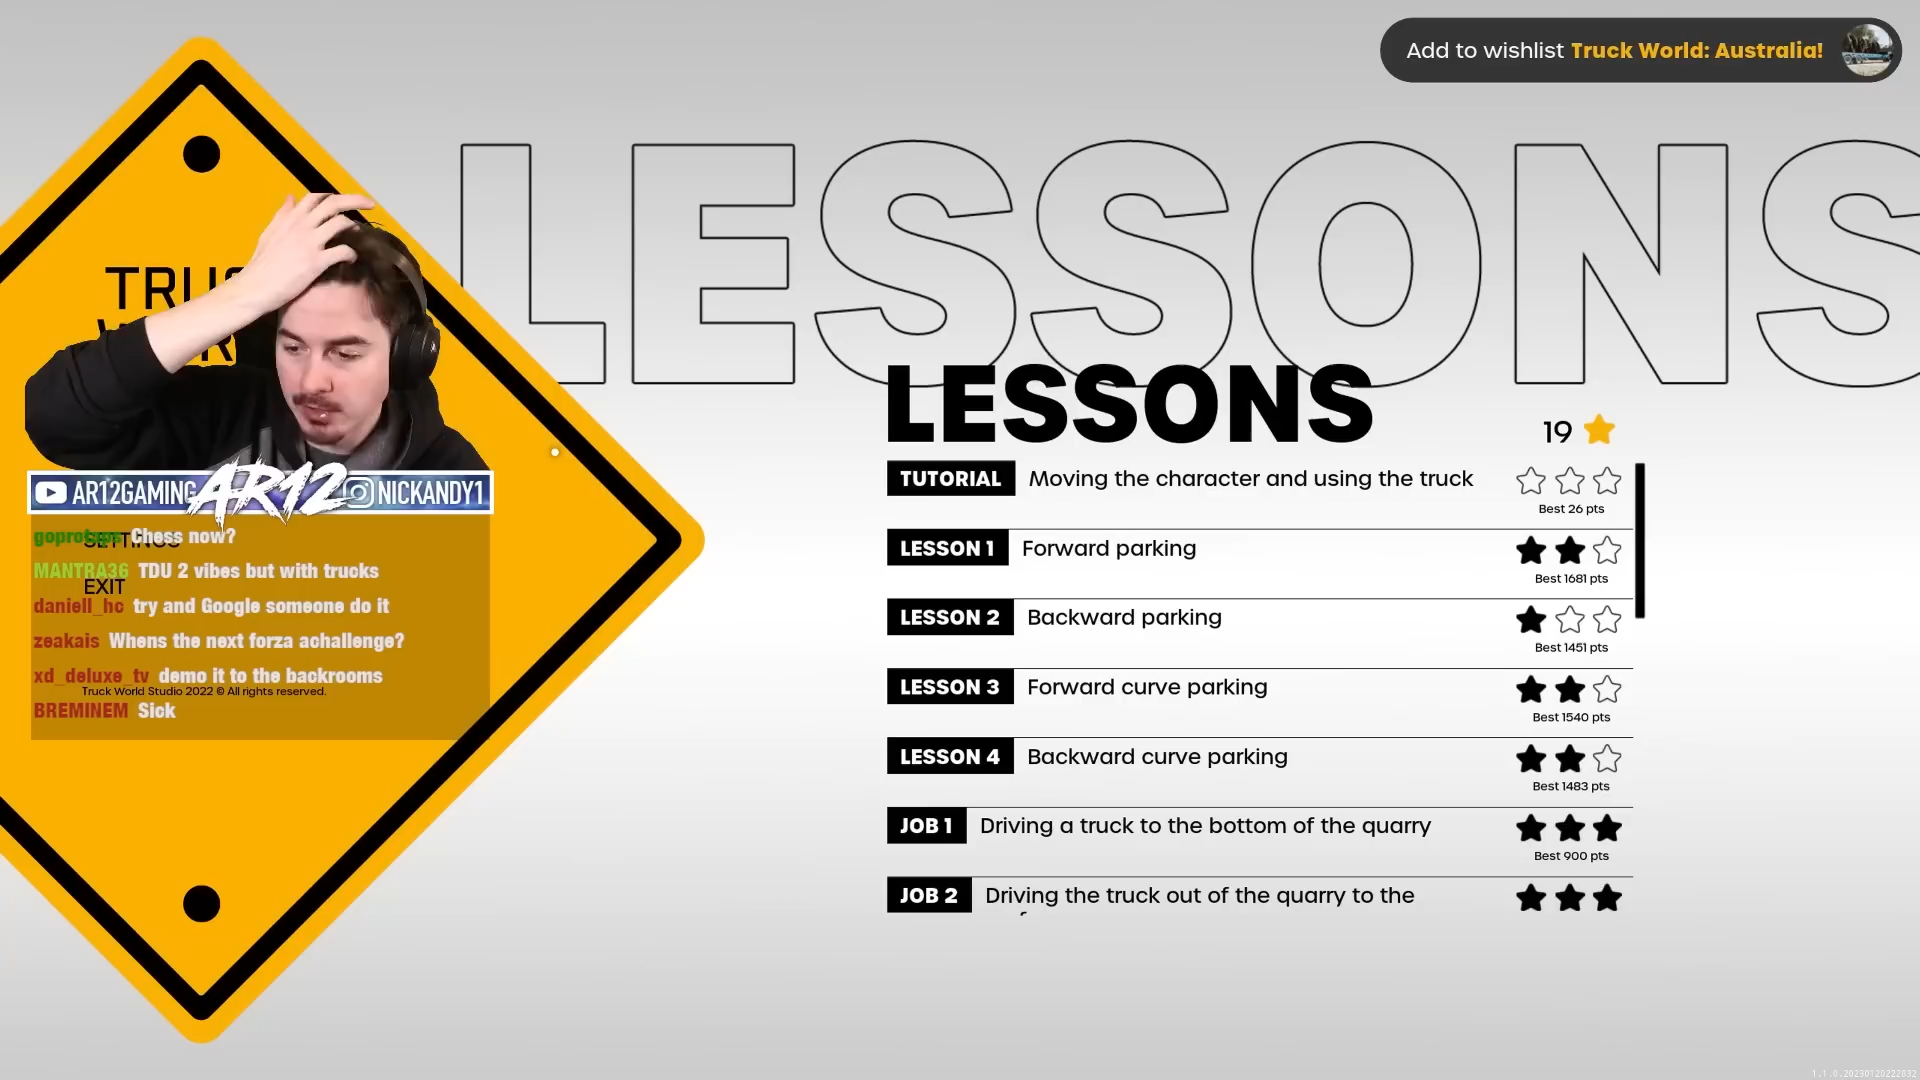 Add to wishlist Truck World: Australia!
LESSONS
LESSONS
19
TUTORIAL Moving the character and using the truck
Best 26 pts
LESSON 1 Forward parking
Best 1681 pts
LESSON 2 Backward parking
Best 1451 pts
LESSON 3 Forward curve parking
Best 1540 pts
LESSON 4 Backward curve parking
Best 1483 pts
JOB 1 Driving a truck to the bottom of the quarry
Best 900 pts
JOB 2 Driving the truck out of the quarry to the
AR12GAMING AR12 NICKANDY1
goprotops Chess now?
SETTINGS
MANTRA36 TDU 2 vibes but with trucks
EXIT
daniell_hc try and Google someone do it
zeakais Whens the next forza achallenge?
xd_deluxe_tv demo it to the backrooms
Truck World Studio 2022 © All rights reserved.
BREMINEM Sick
1.1.0.20230120222832